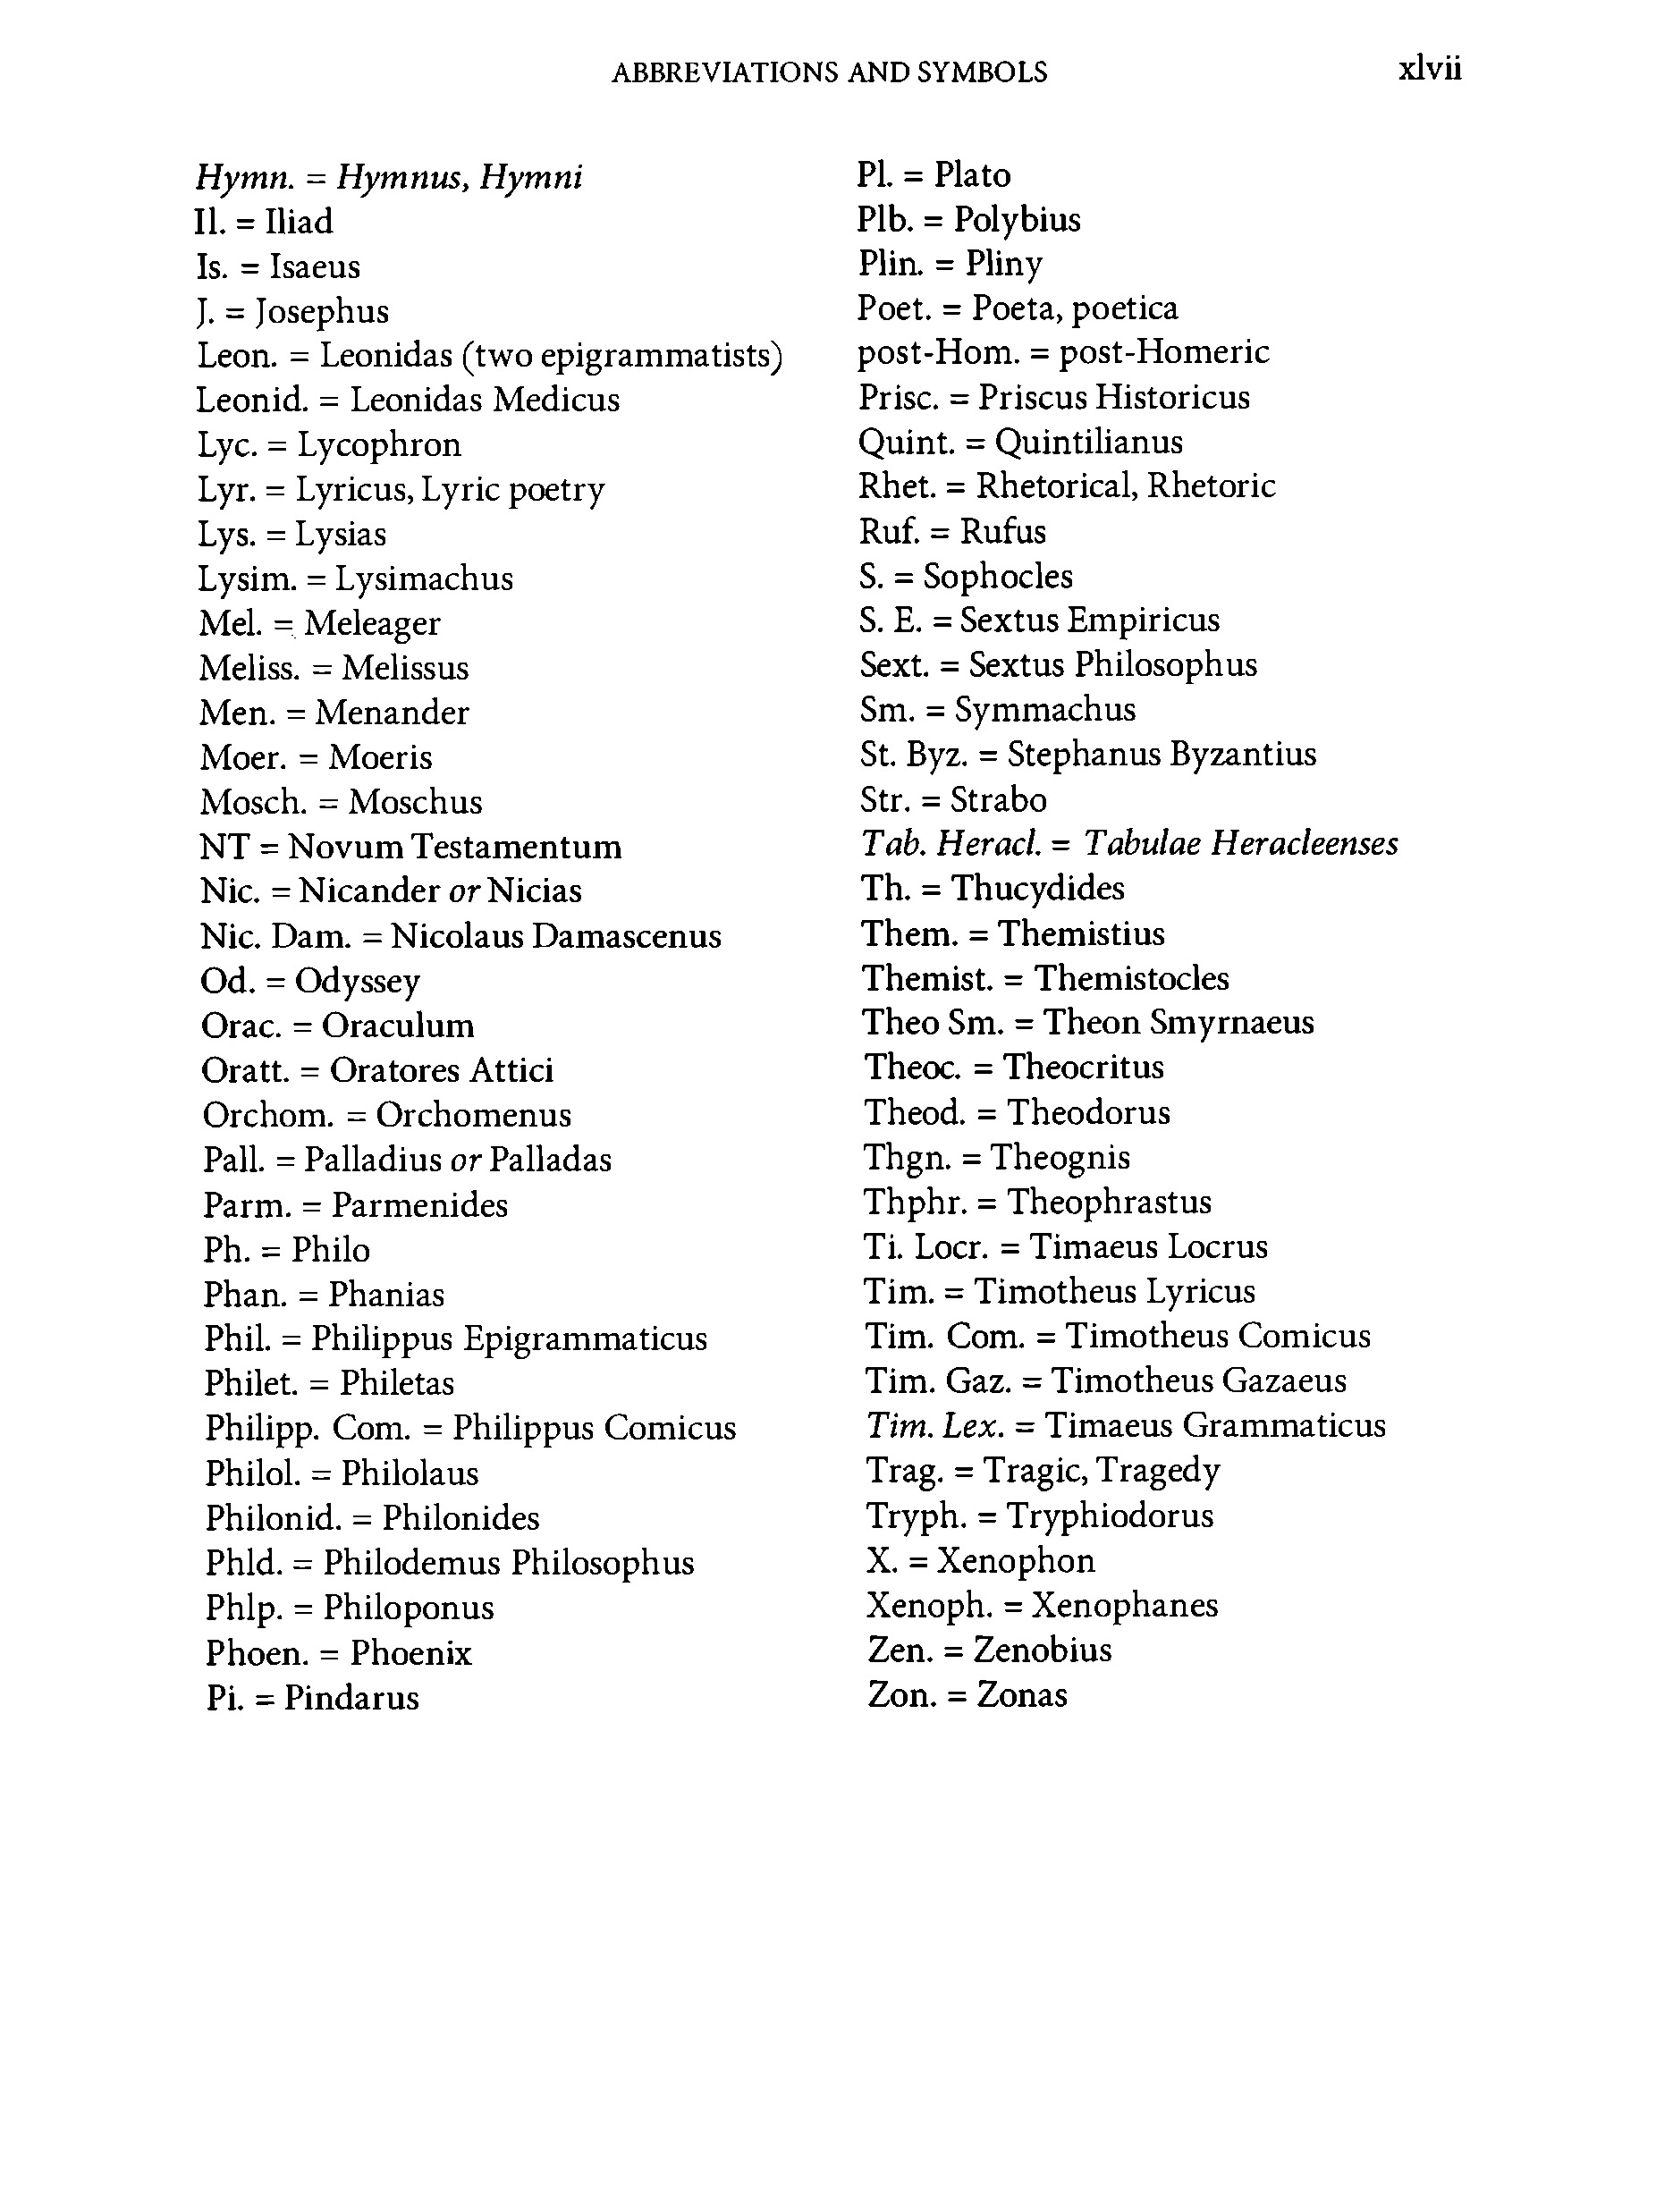 ABBREVIATIONS AND SYMBOLS xlvii
Hymn. = Hymnus, Hymni
Il. = Iliad
Is. = Isaeus
J. = Josephus
Leon. = Leonidas (two epigrammatists)
Leonid. = Leonidas Medicus
Lyc. = Lycophron
Lyr. = Lyricus, Lyric poetry
Lys. = Lysias
Lysim. = Lysimachus
Mel. = Meleager
Meliss. = Melissus
Men. = Menander
Moer. = Moeris
Mosch. = Moschus
NT = Novum Testamentum
Nic. = Nicander or Nicias
Nic. Dam. = Nicolaus Damascenus
Od. = Odyssey
Orac. = Oraculum
Oratt. = Oratores Attici
Orchom. = Orchomenus
Pall. = Palladius or Palladas
Parm. = Parmenides
Ph. = Philo
Phan. = Phanias
Phil. = Philippus Epigrammaticus
Philet. = Philetas
Philipp. Com. = Philippus Comicus
Philol. = Philolaus
Philonid. = Philonides
Phld. = Philodemus Philosophus
Phlp. = Philoponus
Phoen. = Phoenix
Pi. = Pindarus
Pl. = Plato
Plb. = Polybius
Plin. = Pliny
Poet. = Poeta, poetica
post-Hom. = post-Homeric
Prisc. = Priscus Historicus
Quint. = Quintilianus
Rhet. = Rhetorical, Rhetoric
Ruf. = Rufus
S. = Sophocles
S. E. = Sextus Empiricus
Sext. = Sextus Philosophus
Sm. = Symmachus
St. Byz. = Stephanus Byzantius
Str. = Strabo
Tab. Heracl. = Tabulae Heracleenses
Th. = Thucydides
Them. = Themistius
Themist. = Themistocles
Theo Sm. = Theon Smyrnaeus
Theoc. = Theocritus
Theod. = Theodorus
Thgn. = Theognis
Thphr. = Theophrastus
Ti. Locr. = Timaeus Locrus
Tim. = Timotheus Lyricus
Tim. Com. = Timotheus Comicus
Tim. Gaz. = Timotheus Gazaeus
Tim. Lex. = Timaeus Grammaticus
Trag. = Tragic, Tragedy
Tryph. = Tryphiodorus
X. = Xenophon
Xenoph. = Xenophanes
Zen. = Zenobius
Zon. = Zonas